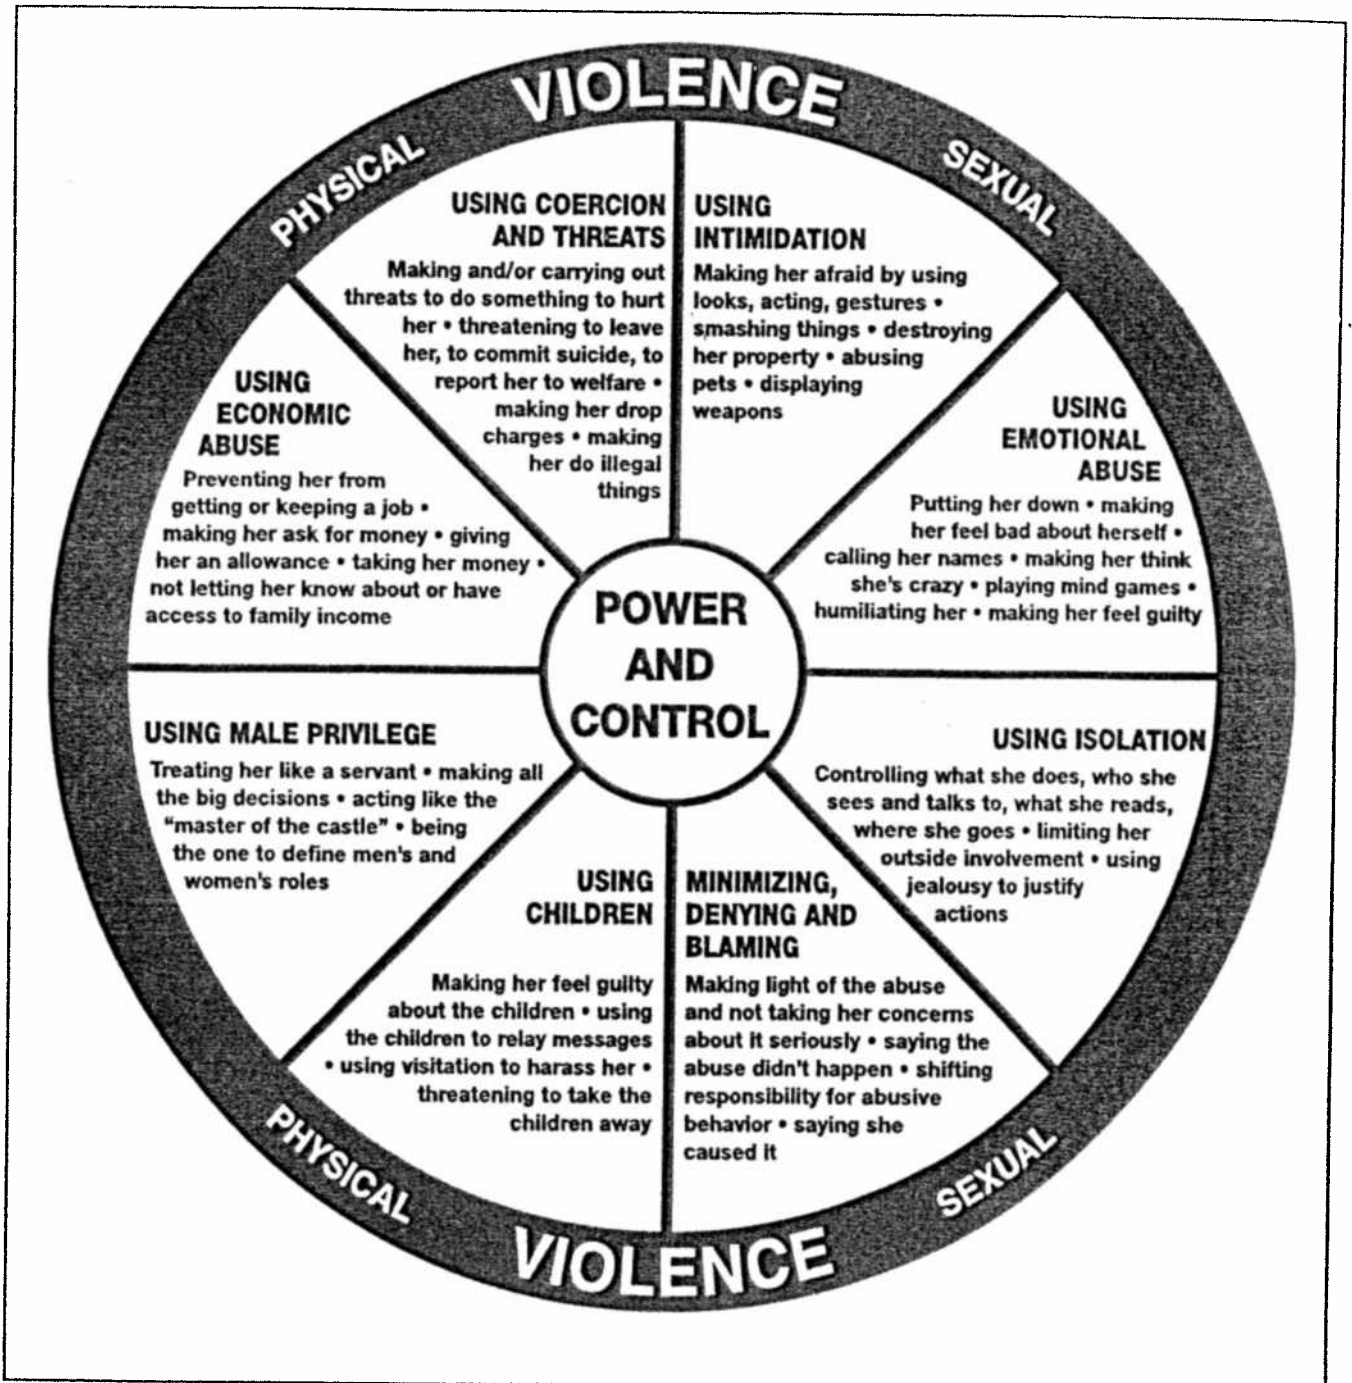 VIOLENCE
PHYSICAL
SEXUAL
USING COERCION
AND THREATS
Making and/or carrying out
threats to do something to hurt
her • threatening to leave
her, to commit suicide, to
report her to welfare •
making her drop
charges • making
her do illegal
things
USING
INTIMIDATION
Making her afraid by using
looks, acting, gestures •
smashing things • destroying
her property • abusing
pets • displaying
weapons
USING
EMOTIONAL
ABUSE
Putting her down • making
her feel bad about herself •
calling her names • making her think
she's crazy • playing mind games •
humiliating her • making her feel guilty
USING ISOLATION
Controlling what she does, who she
sees and talks to, what she reads,
where she goes • limiting her
outside involvement • using
jealousy to justify
actions
MINIMIZING,
DENYING AND
BLAMING
Making light of the abuse
and not taking her concerns
about it seriously • saying the
abuse didn't happen • shifting
responsibility for abusive
behavior • saying she
caused it
USING
CHILDREN
Making her feel guilty
about the children • using
the children to relay messages
• using visitation to harass her •
threatening to take the
children away
USING MALE PRIVILEGE
Treating her like a servant • making all
the big decisions • acting like the
"master of the castle" • being
the one to define men's and
women's roles
USING
ECONOMIC
ABUSE
Preventing her from
getting or keeping a job •
making her ask for money • giving
her an allowance • taking her money •
not letting her know about or have
access to family income
POWER
AND
CONTROL
PHYSICAL
SEXUAL
VIOLENCE